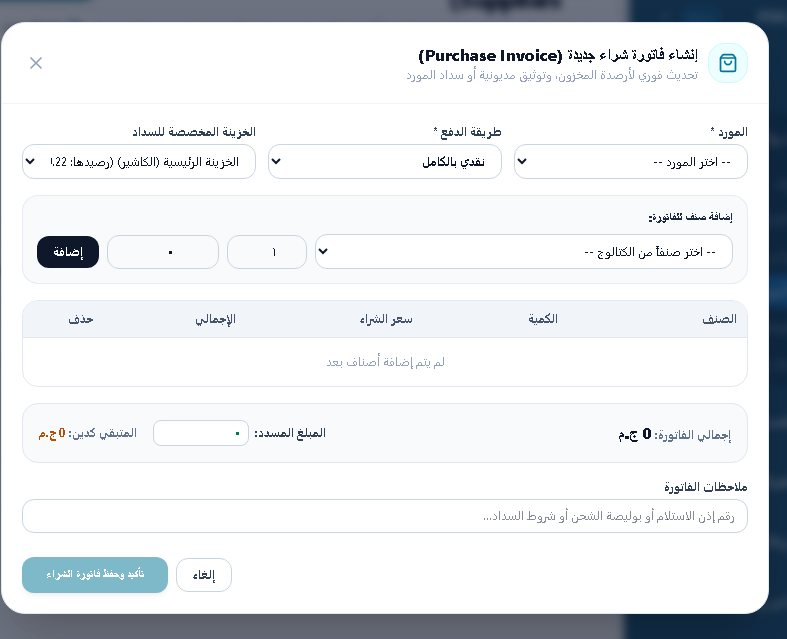 إنشاء فاتورة شراء جديدة (Purchase Invoice)
تحديث فوري لأرصدة المخزون، وتوثيق مديونية أو سداد المورد
المورد *
طريقة الدفع *
الخزينة المخصصة للسداد
-- اختر المورد --
نقدي بالكامل
الخزينة الرئيسية (الكاشير) (رصيدها: 22
إضافة صنف للفاتورة:
-- اختر صنفاً من الكتالوج --
١
٠
إضافة
الصنف
الكمية
سعر الشراء
الإجمالي
حذف
لم يتم إضافة أصناف بعد
إجمالي الفاتورة: 0 ج.م
المبلغ المسدد: ٠
المتبقي كدين: 0 ج.م
ملاحظات الفاتورة
رقم إذن الاستلام أو بوليصة الشحن أو شروط السداد...
إلغاء
تأكيد وحفظ فاتورة الشراء